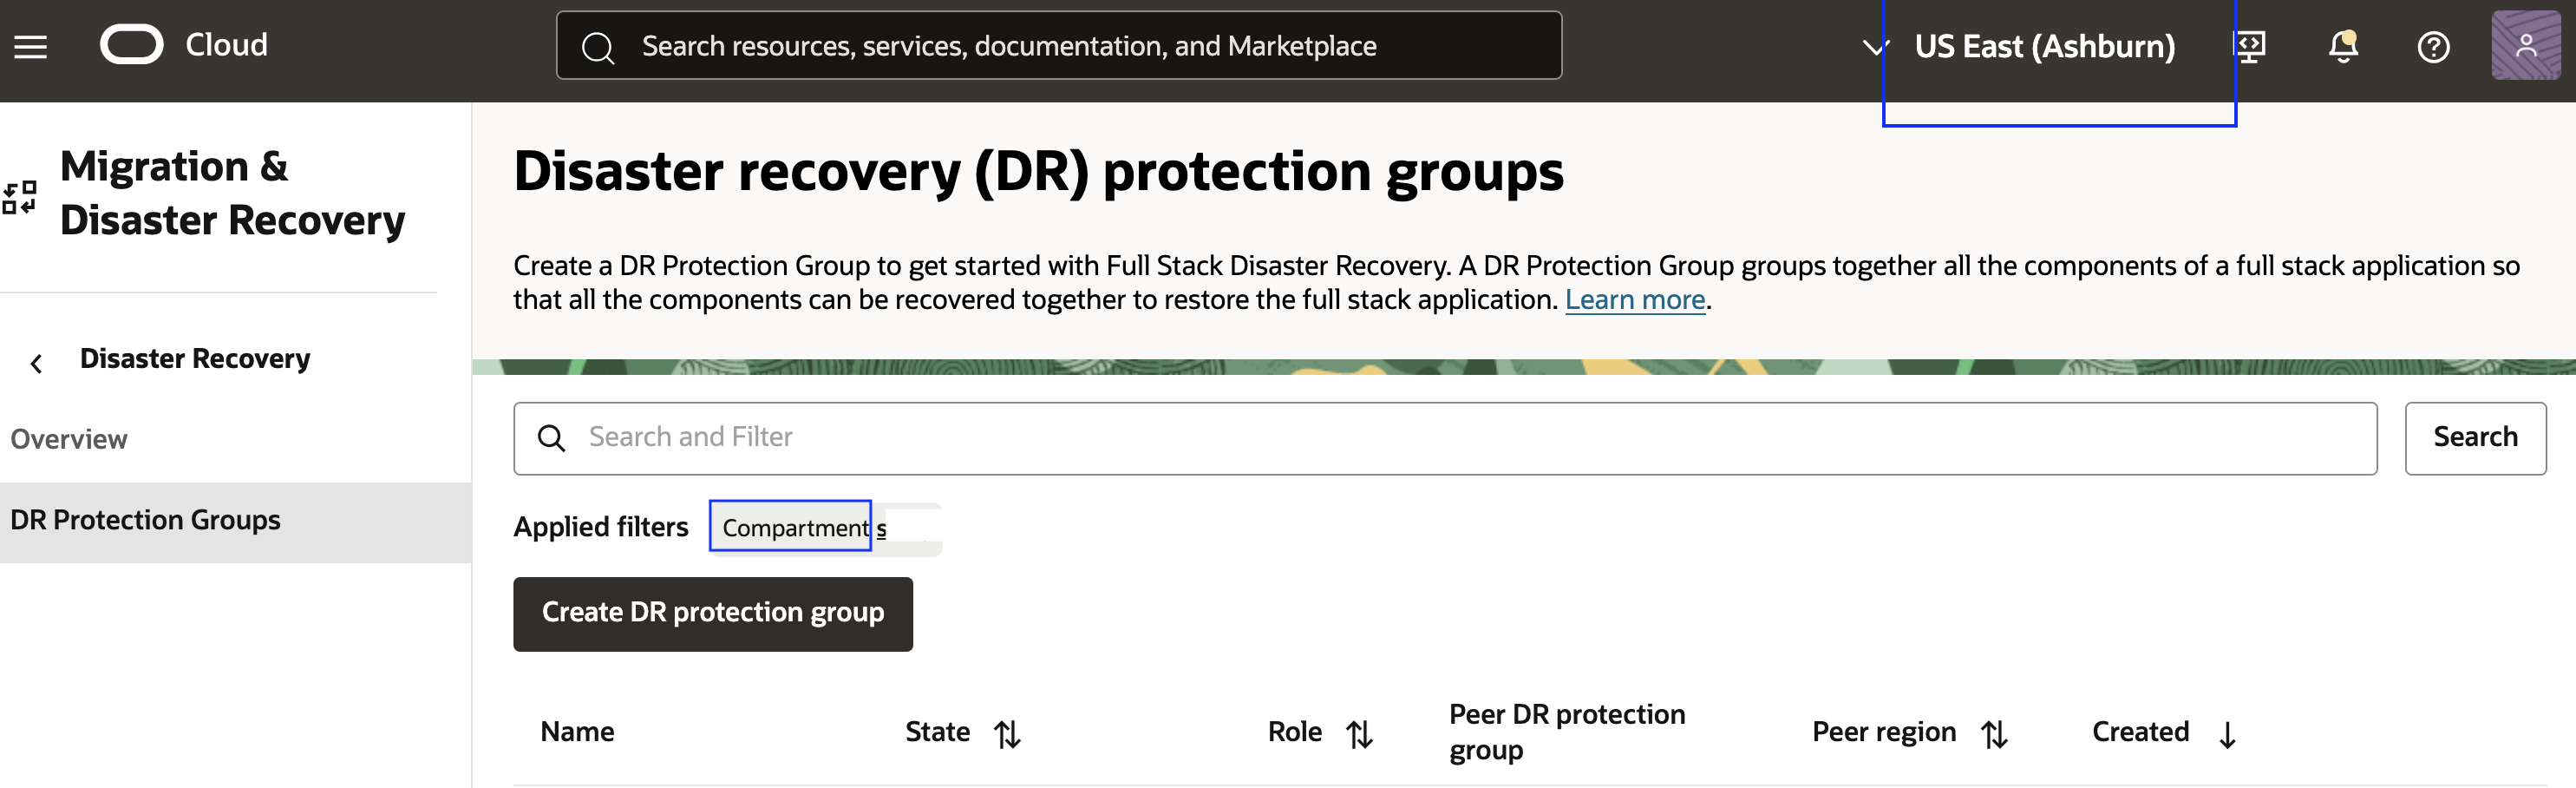 Cloud
Search resources, services, documentation, and Marketplace
US East (Ashburn)
Migration &
Disaster Recovery
Disaster Recovery
Overview
DR Protection Groups
Disaster recovery (DR) protection groups
Create a DR Protection Group to get started with Full Stack Disaster Recovery. A DR Protection Group groups together all the components of a full stack application so
that all the components can be recovered together to restore the full stack application. Learn more.
Search and Filter
Search
Applied filters
Compartment s
Create DR protection group
Name
State
Role
Peer DR protection
group
Peer region
Created